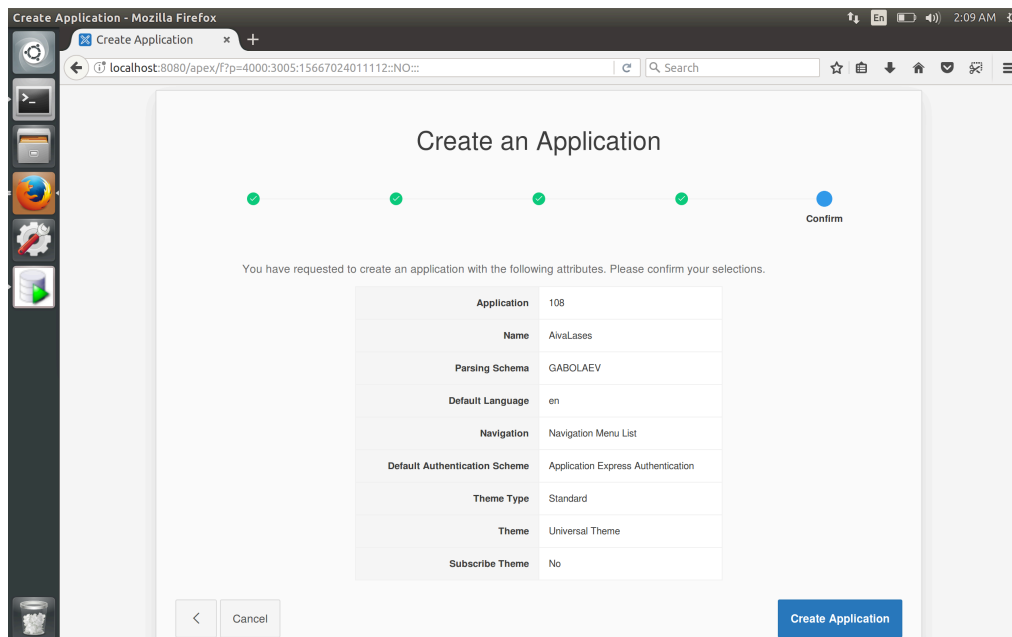 Create Application - Mozilla Firefox
En
2:09 AM
Create Application
localhost:8080/apex/f?p=4000:3005:15667024011112::NO:::
Search
Create an Application
Confirm
You have requested to create an application with the following attributes. Please confirm your selections.
Application 108
Name AivaLases
Parsing Schema GABOLAEV
Default Language en
Navigation Navigation Menu List
Default Authentication Scheme Application Express Authentication
Theme Type Standard
Theme Universal Theme
Subscribe Theme No
Cancel
Create Application